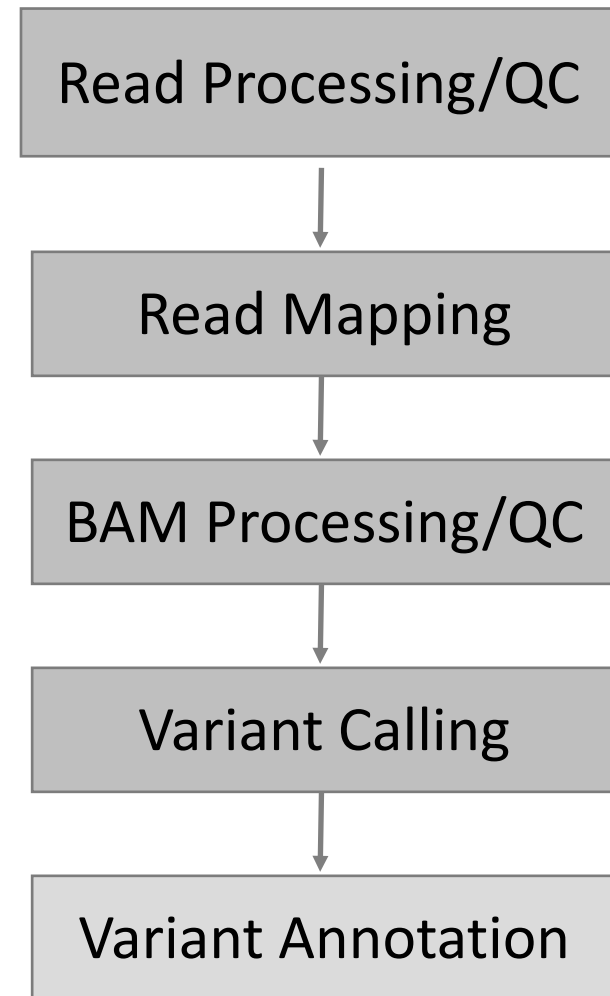 Read Processing/QC
Read Mapping
BAM Processing/QC
Variant Calling
Variant Annotation